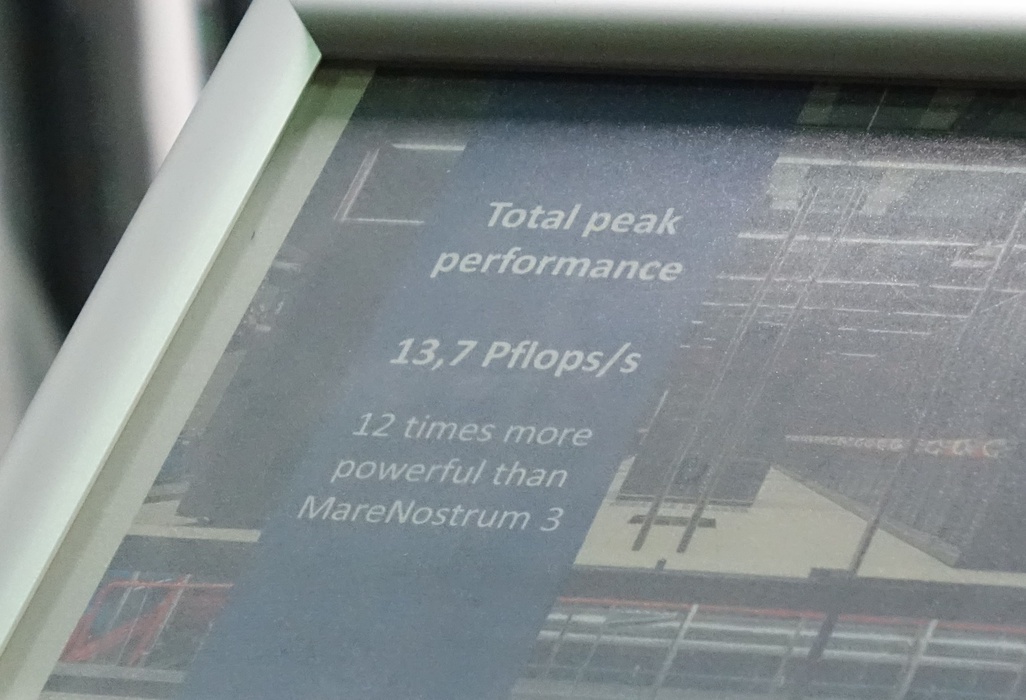 Total peak
performance
13,7 Pflops/s
12 times more
powerful than
MareNostrum 3